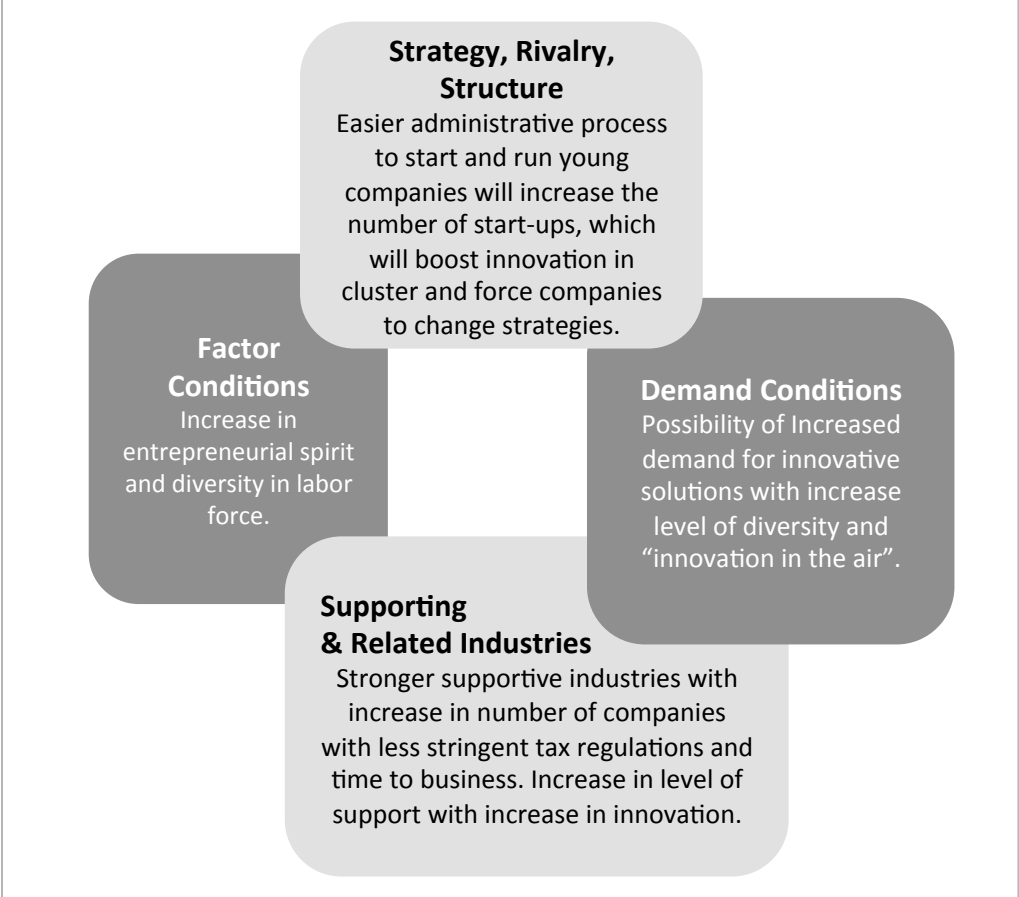 Strategy, Rivalry,
Structure
Easier administrative process
to start and run young
companies will increase the
number of start-ups, which
will boost innovation in
cluster and force companies
to change strategies.
Factor
Conditions
Increase in
entrepreneurial spirit
and diversity in labor
force.
Demand Conditions
Possibility of Increased
demand for innovative
solutions with increase
level of diversity and
“innovation in the air”.
Supporting
& Related Industries
Stronger supportive industries with
increase in number of companies
with less stringent tax regulations and
time to business. Increase in level of
support with increase in innovation.